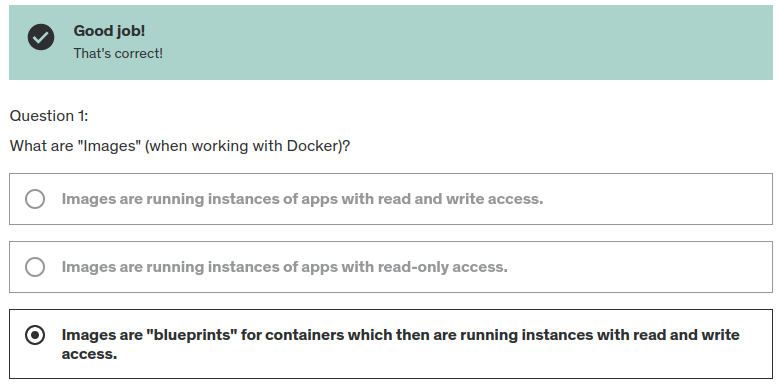 Good job!
That's correct!
Question 1:
What are "Images" (when working with Docker)?
Images are running instances of apps with read and write access.
Images are running instances of apps with read-only access.
Images are "blueprints" for containers which then are running instances with read and write
access.